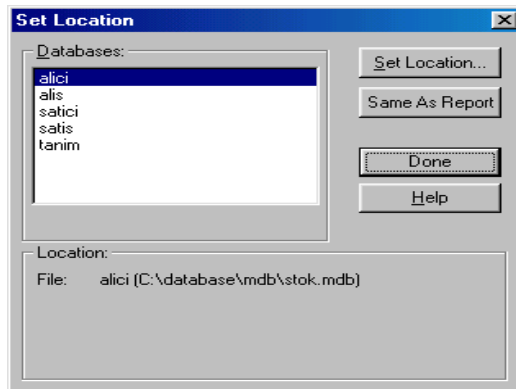 Set Location
Databases:
alici
alis
satici
satis
tanim
Set Location...
Same As Report
Done
Help
Location:
File: alici (C:\database\mdb\stok.mdb)